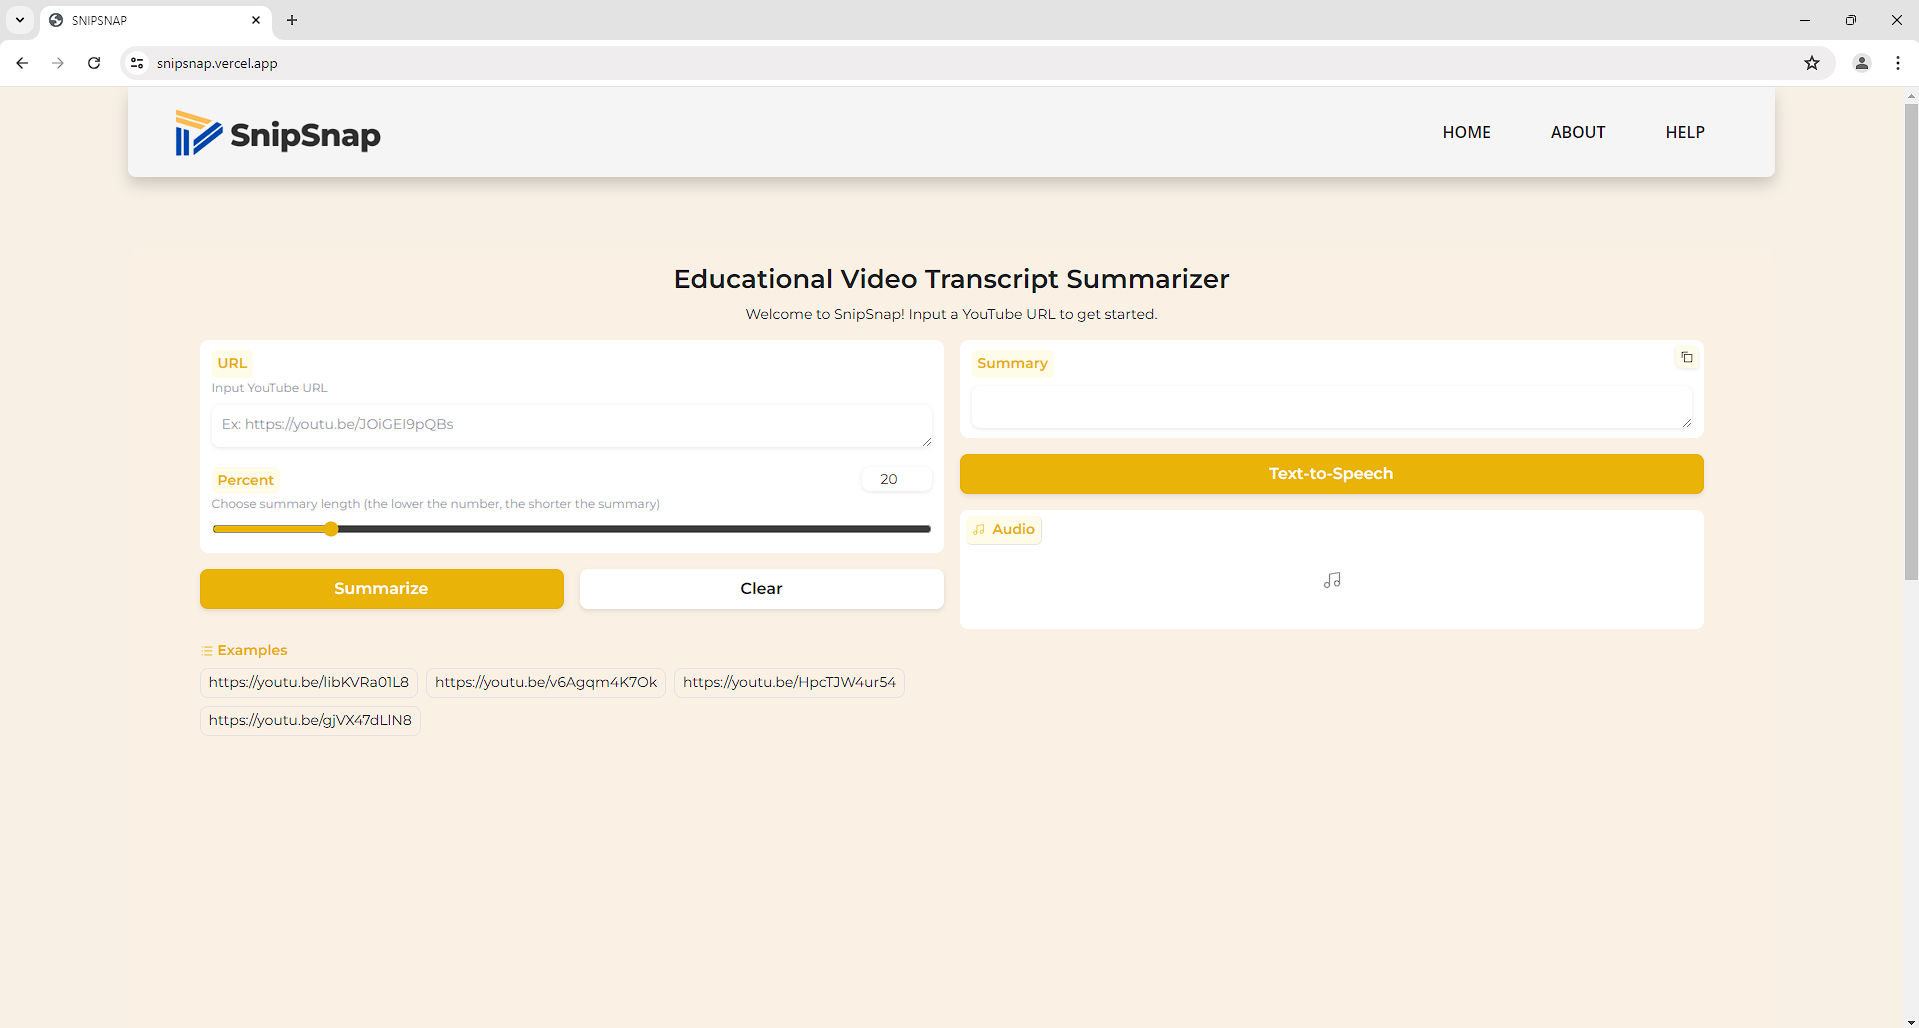 SNIPSNAP
snipsnap.vercel.app
SnipSnap
HOME
ABOUT
HELP
Educational Video Transcript Summarizer
Welcome to SnipSnap! Input a YouTube URL to get started.
URL
Input YouTube URL
Ex: https://youtu.be/JOiGEI9pQBs
Percent
20
Choose summary length (the lower the number, the shorter the summary)
Summarize
Clear
Examples
https://youtu.be/IibKVRa01L8
https://youtu.be/v6Agqm4K7Ok
https://youtu.be/HpcTJW4ur54
https://youtu.be/gjVX47dLlN8
Summary
Text-to-Speech
Audio